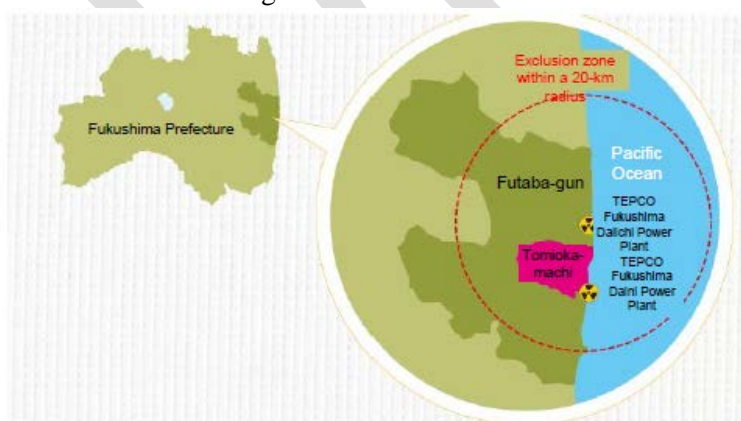 Exclusion zone
within a 20-km
radius
Fukushima Prefecture
Pacific
Ocean
Futaba-gun
TEPCO
Fukushima
Daiichi Power
Plant
Tomioka-
machi
TEPCO
Fukushima
Daini Power
Plant